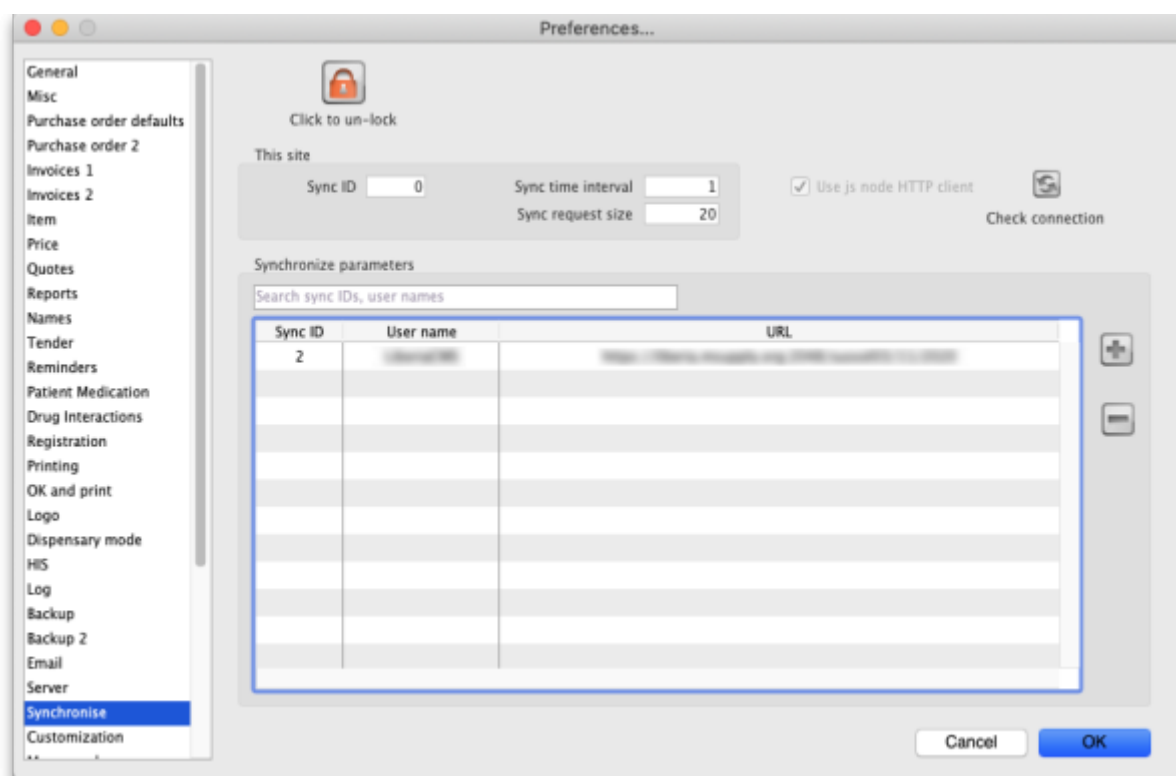 Preferences...
General
Misc
Purchase order defaults
Purchase order 2
Invoices 1
Invoices 2
Item
Price
Quotes
Reports
Names
Tender
Reminders
Patient Medication
Drug Interactions
Registration
Printing
OK and print
Logo
Dispensary mode
HIS
Log
Backup
Backup 2
Email
Server
Synchronise
Customization
Click to un-lock
This site
Sync ID 0
Sync time interval 1
Sync request size 20
Use js node HTTP client
Check connection
Synchronize parameters
Search sync IDs, user names
Sync ID User name URL
2
Cancel OK